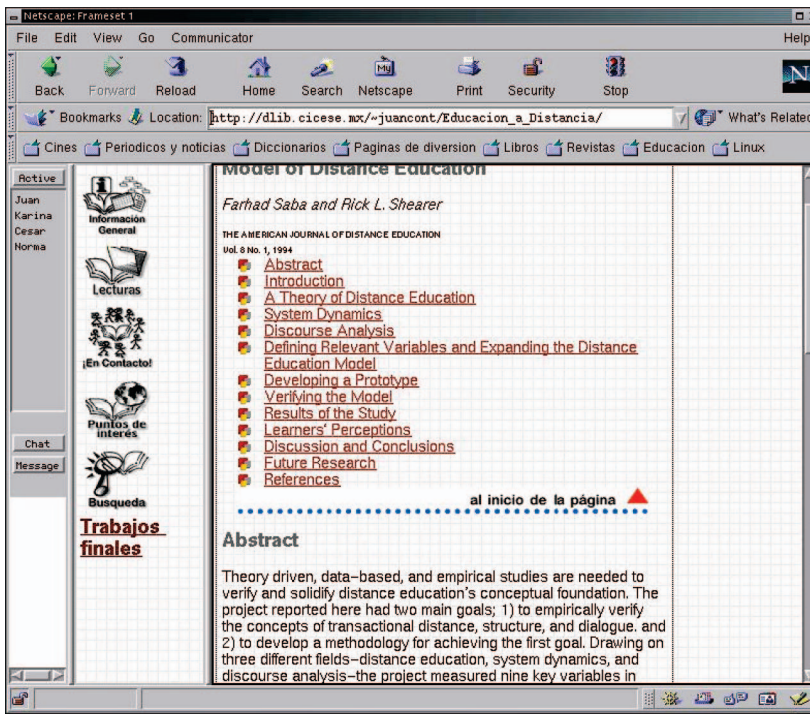 Netscape: Frameset 1
File Edit View Go Communicator Help
Back Forward Reload Home Search Netscape Print Security Stop
My
N
Bookmarks Location: http://dlib.cicese.mx/~juancont/Educacion_a_Distancia/ What's Related
Cines Periodicos y noticias Diccionarios Paginas de diversion Libros Revistas Educacion Linux
Active
Juan
Karina
Cesar
Norma
Chat
Message
Información
General
Lecturas
¡En Contacto!
Puntos de
interés
Busqueda
Trabajos
finales
Model of Distance Education
Farhad Saba and Rick L. Shearer
THE AMERICAN JOURNAL OF DISTANCE EDUCATION
Vol. 8 No. 1, 1994
Abstract
Introduction
A Theory of Distance Education
System Dynamics
Discourse Analysis
Defining Relevant Variables and Expanding the Distance
Education Model
Developing a Prototype
Verifying the Model
Results of the Study
Learners' Perceptions
Discussion and Conclusions
Future Research
References
al inicio de la página
Abstract
Theory driven, data–based, and empirical studies are needed to
verify and solidify distance education's conceptual foundation. The
project reported here had two main goals; 1) to empirically verify
the concepts of transactional distance, structure, and dialogue. and
2) to develop a methodology for achieving the first goal. Drawing on
three different fields–distance education, system dynamics, and
discourse analysis–the project measured nine key variables in